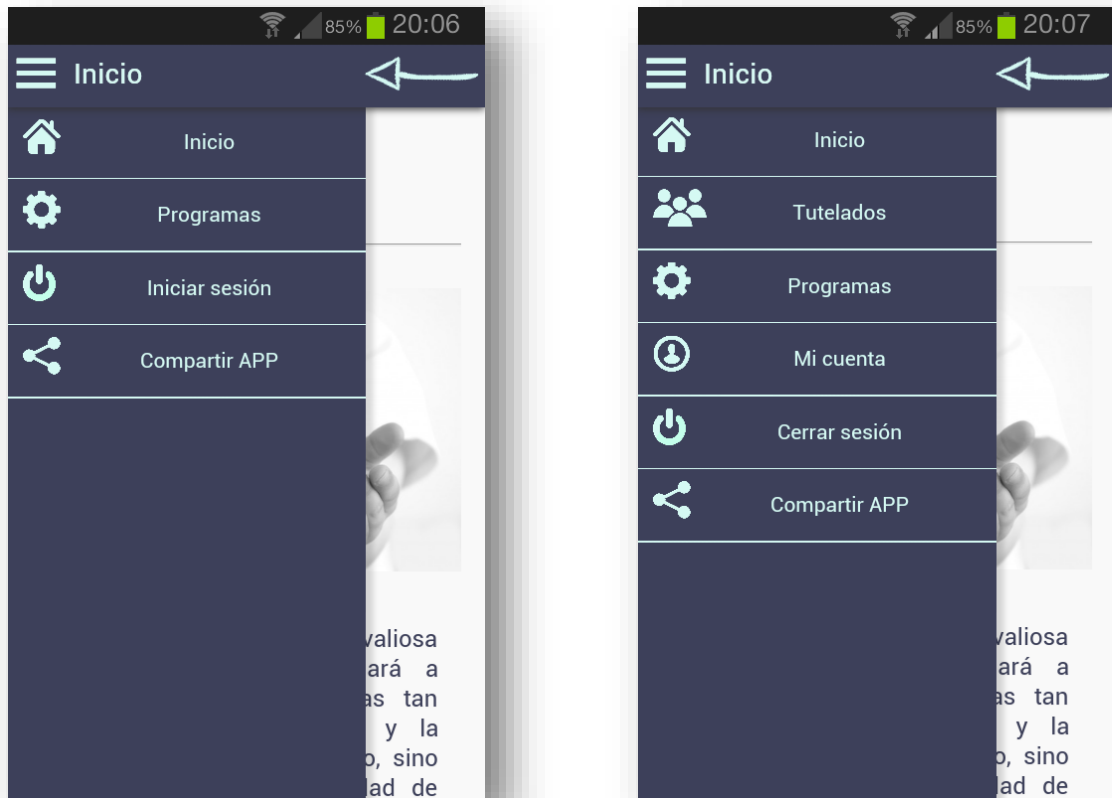 85% 20:06
Inicio
Inicio
Programas
Iniciar sesión
Compartir APP
valiosa
ará a
as tan
y la
o, sino
lad de
85% 20:07
Inicio
Inicio
Tutelados
Programas
Mi cuenta
Cerrar sesión
Compartir APP
valiosa
ará a
as tan
y la
o, sino
lad de